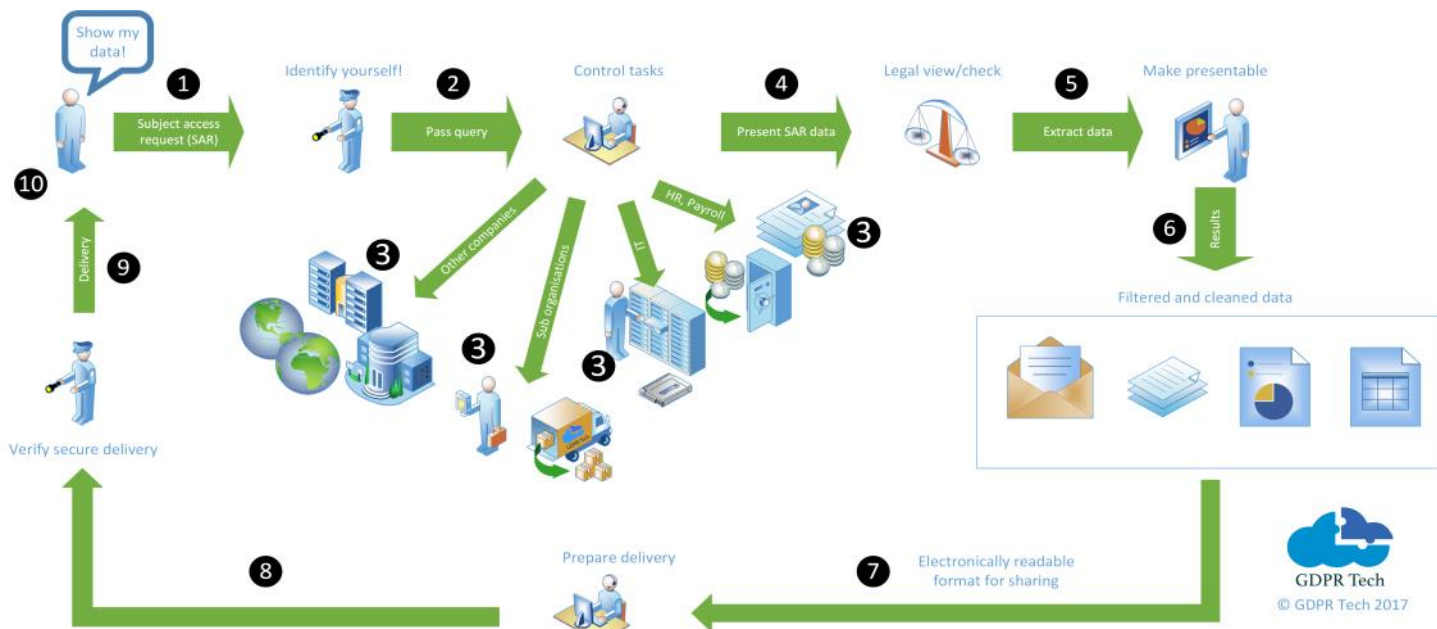 Show my
data!
1
Subject access
request (SAR)
Identify yourself!
2
Pass query
Control tasks
4
Present SAR data
Legal view/check
5
Extract data
Make presentable
10
HR, Payroll
3
6
Results
Other companies
3
Sub organisations
3
IT
3
Delivery
9
Filtered and cleaned data
GDPR Tech
Verify secure delivery
8
Prepare delivery
7
Electronically readable
format for sharing
GDPR Tech
© GDPR Tech 2017